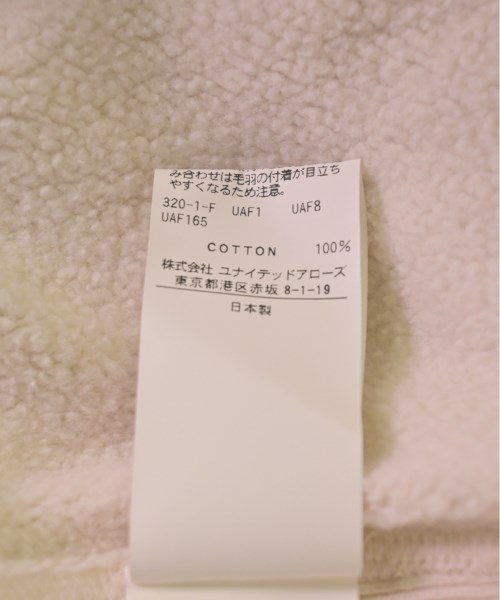 み合わせは毛羽の付着が目立ち
やすくなるため注意。
320-1-F UAF1 UAF8
UAF165
COTTON 100%
株式会社 ユナイテッドアローズ
東京都港区赤坂 8-1-19
日本製